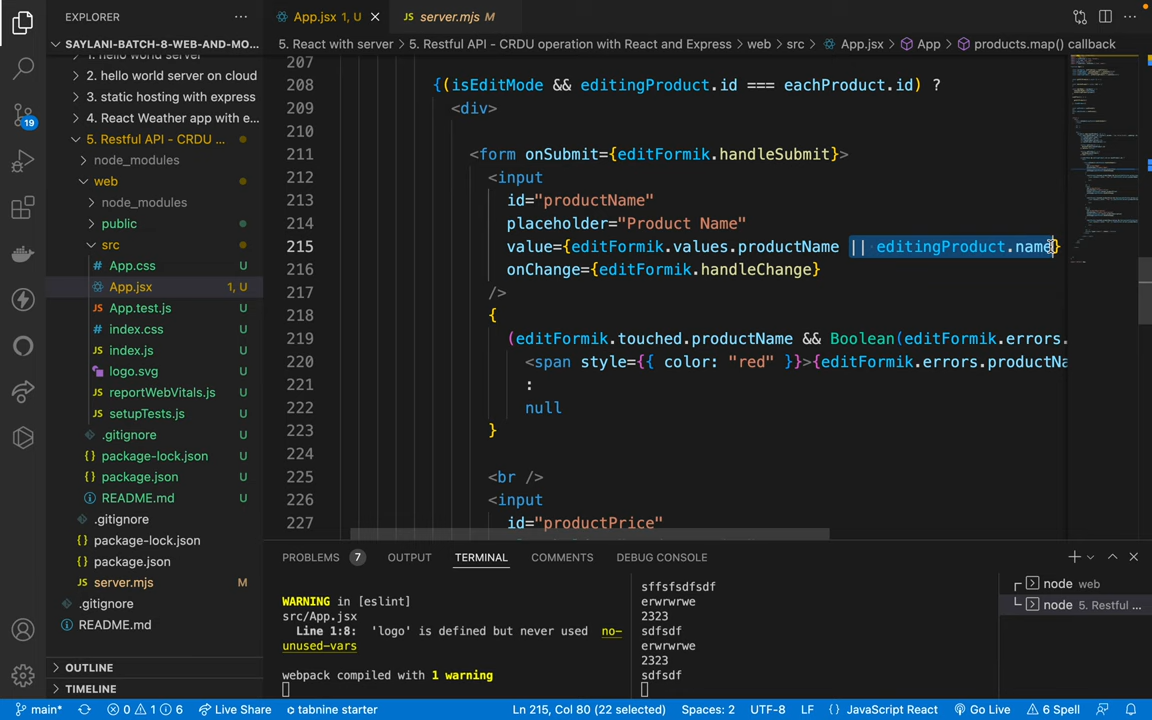 EXPLORER
SAYLANI-BATCH-8-WEB-AND-MO...
1. hello world server
2. hello world server on cloud
3. static hosting with express
4. React Weather app with e...
5. Restful API - CRDU ...
node_modules
web
node_modules
public
src
App.css U
App.jsx 1, U
App.test.js U
index.css U
index.js U
logo.svg U
reportWebVitals.js U
setupTests.js U
.gitignore U
package-lock.json U
package.json U
README.md U
.gitignore
package-lock.json
package.json
server.mjs M
.gitignore
README.md
OUTLINE
TIMELINE
19
App.jsx 1, U
JS server.mjs M
5. React with server > 5. Restful API - CRDU operation with React and Express > web > src > App.jsx > App > products.map() callback
207
208 {(isEditMode && editingProduct.id === eachProduct.id) ?
209 <div>
210
211 <form onSubmit={editFormik.handleSubmit}>
212 <input
213 id="productName"
214 placeholder="Product Name"
215 value={editFormik.values.productName || editingProduct.name}
216 onChange={editFormik.handleChange}
217 />
218 {
219 (editFormik.touched.productName && Boolean(editFormik.errors.
220 <span style={{ color: "red" }}>{editFormik.errors.productNa
221 :
222 null
223 }
224
225 <br />
226 <input
227 id="productPrice"
PROBLEMS 7 OUTPUT TERMINAL COMMENTS DEBUG CONSOLE
WARNING in [eslint]
src/App.jsx
Line 1:8: 'logo' is defined but never used no-
unused-vars
webpack compiled with 1 warning
sffsfsdfsdf
erwrwrwe
2323
sdfsdf
erwrwrwe
2323
sdfsdf
node web
node 5. Restful ...
main* 0 1 6 Live Share tabnine starter Ln 215, Col 80 (22 selected) Spaces: 2 UTF-8 LF {} JavaScript React Go Live 6 Spell